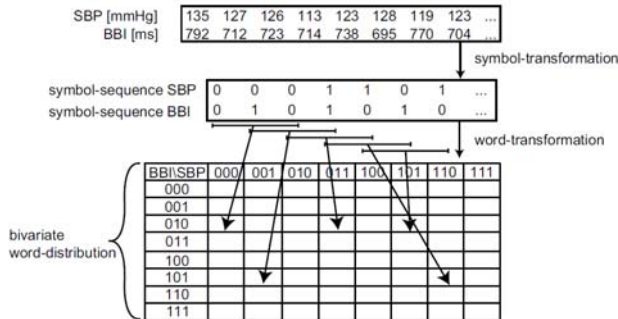 SBP [mmHg] 135 127 126 113 123 128 119 123 ...
BBI [ms] 792 712 723 714 738 695 770 704 ...
symbol-transformation
symbol-sequence SBP 0 0 0 1 1 0 1 ...
symbol-sequence BBI 0 1 0 1 0 1 0 ...
word-transformation
BBI\SBP 000 001 010 011 100 101 110 111
000
001
010
011
100
101
110
111
bivariate
word-distribution